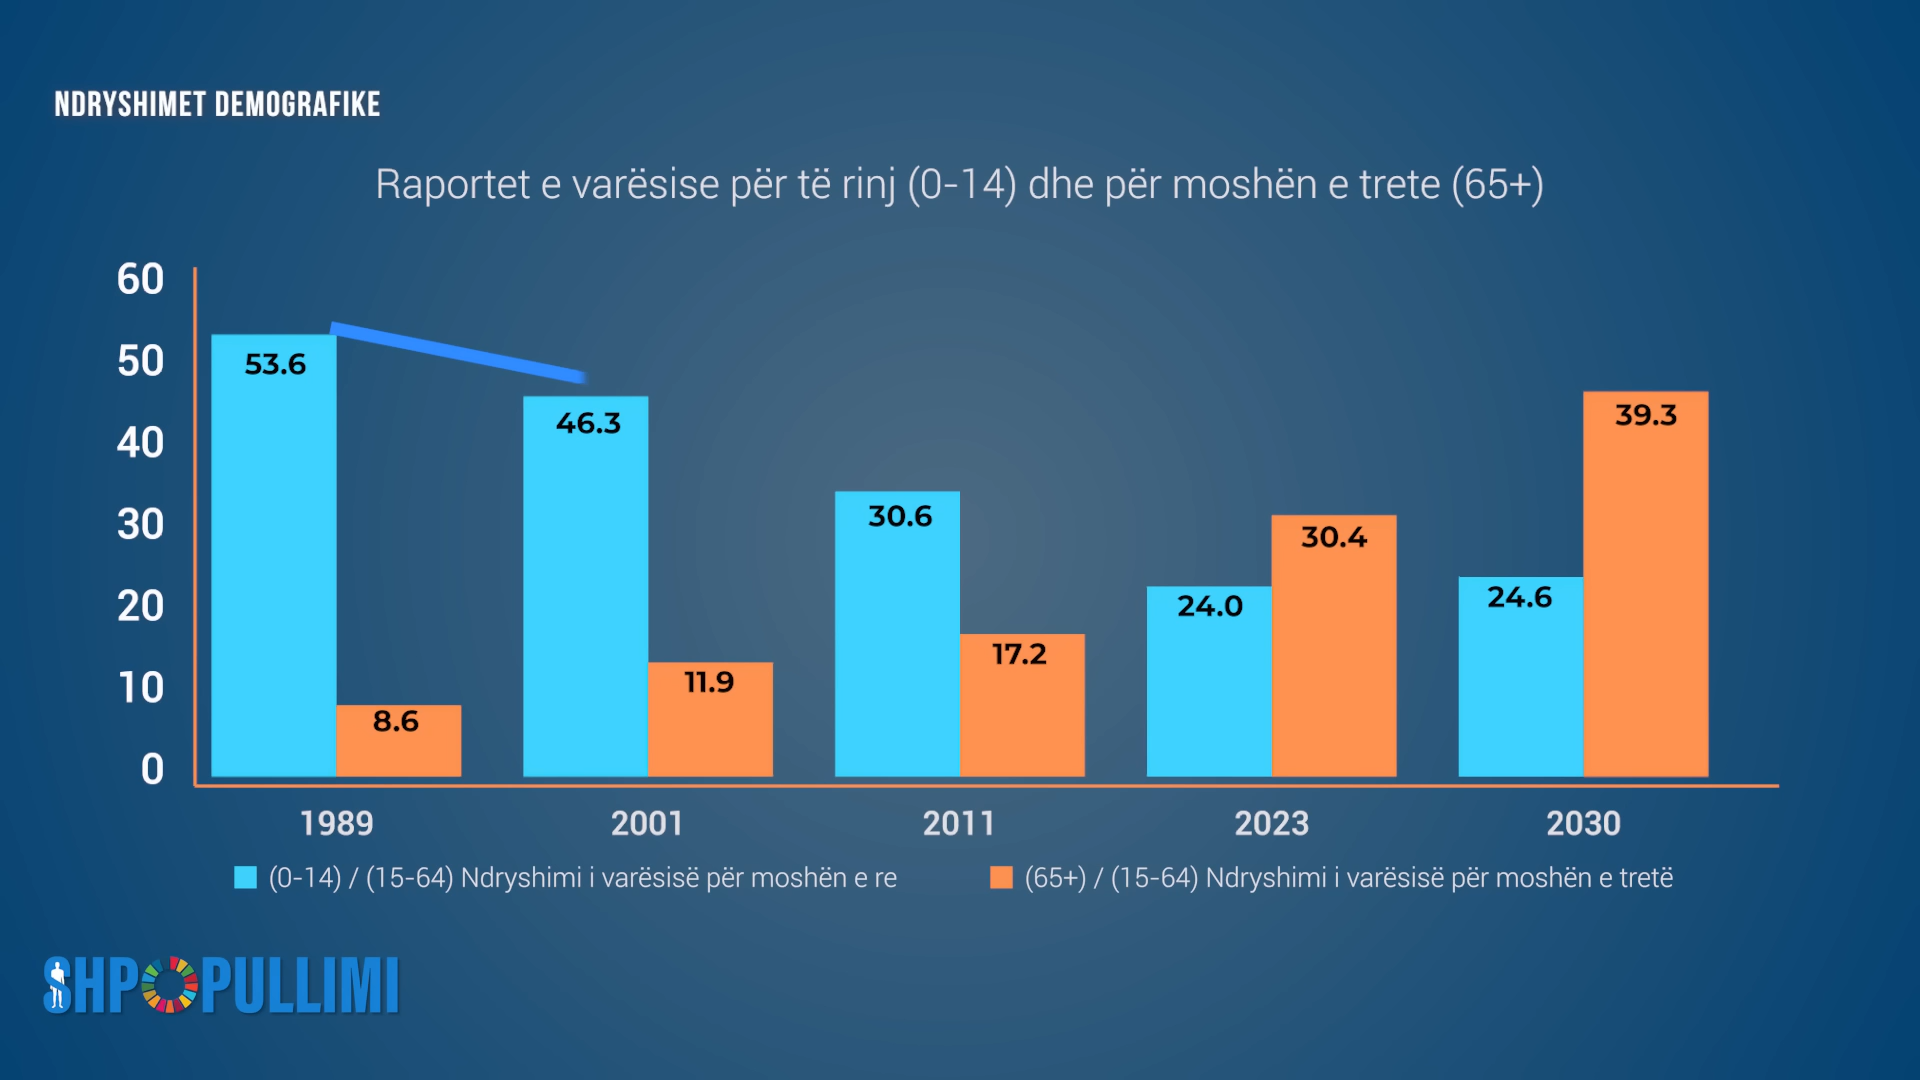 NDRYSHIMET DEMOGRAFIKE
Raportet e varësise për të rinj (0-14) dhe për moshën e trete (65+)
60
50
40
30
20
10
0
53.6
8.6
46.3
11.9
30.6
17.2
24.0
30.4
24.6
39.3
1989 2001 2011 2023 2030
(0-14) / (15-64) Ndryshimi i varësisë për moshën e re
(65+) / (15-64) Ndryshimi i varësisë për moshën e tretë
SHPOPULLIMI